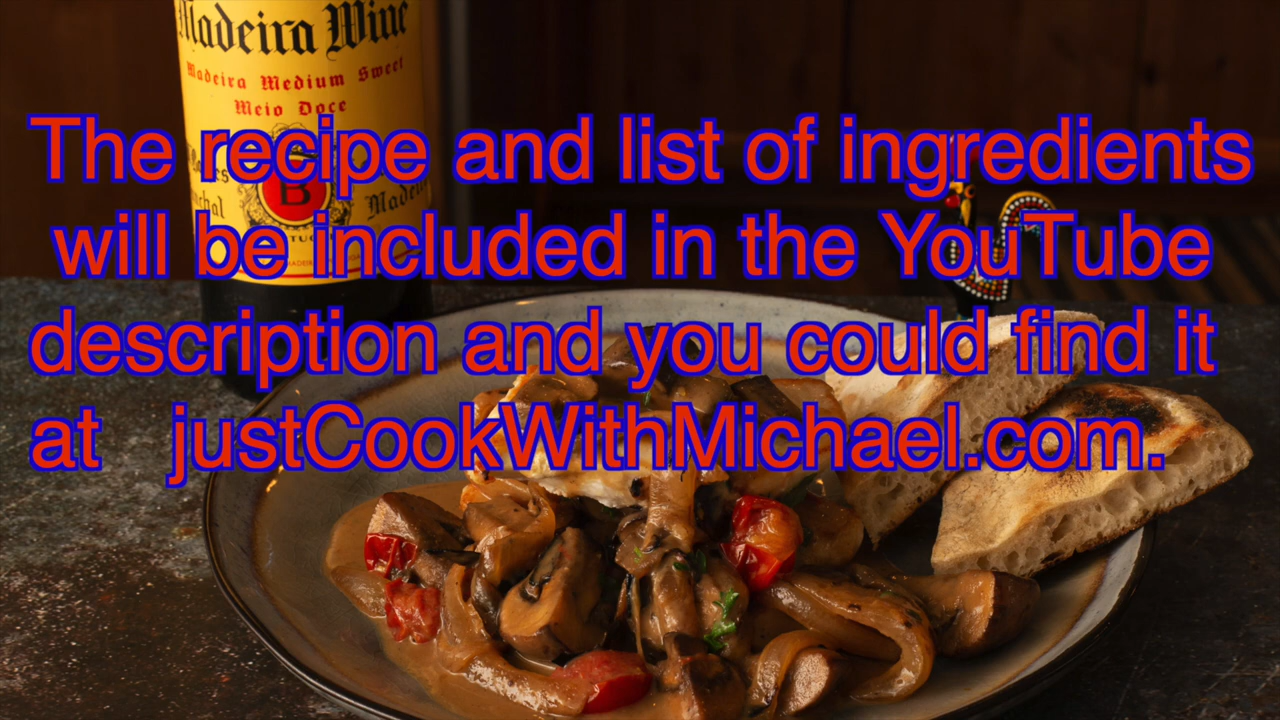 Madeira Wine
Madeira Medium Sweet
Meio Doce
The recipe and list of ingredients
will be included in the YouTube
description and you could find it
at justCookWithMichael.com.
B
Madeira